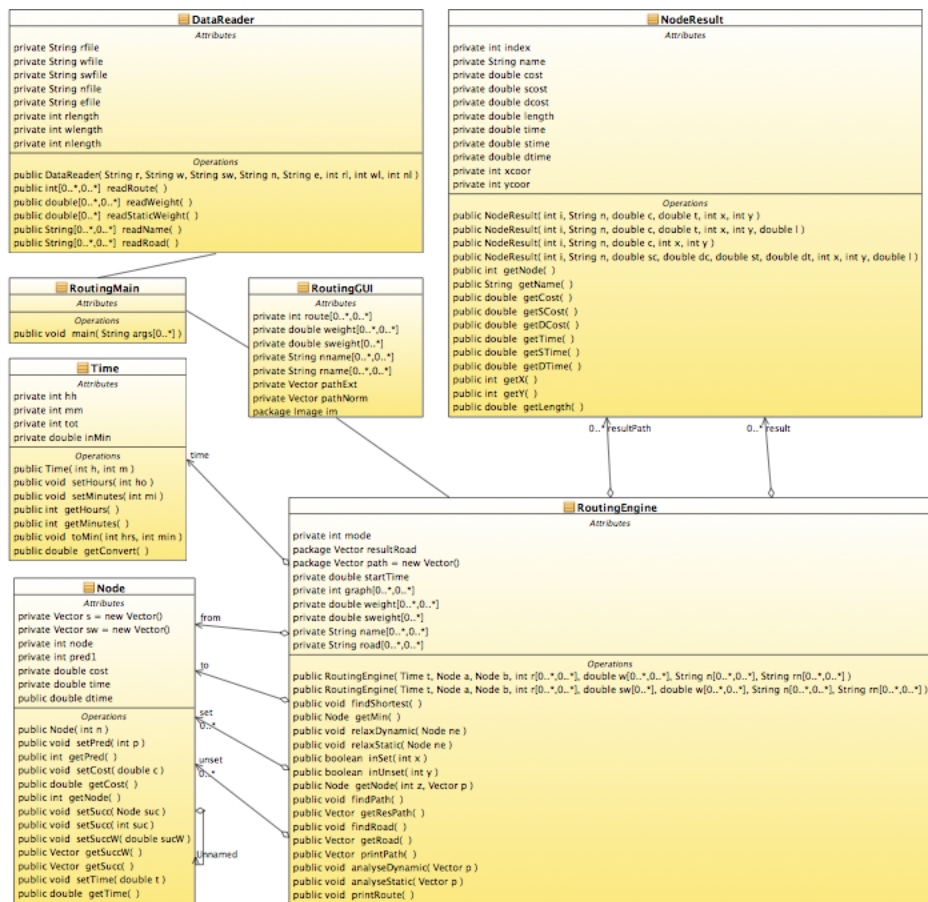 DataReader
Attributes
private String rfile
private String wfile
private String swfile
private String nfile
private String efile
private int rlength
private int wlength
private int nlength
Operations
public DataReader( String r, String w, String sw, String n, String e, int rl, int wl, int nl )
public int[0..*,0..*] readRoute( )
public double[0..*,0..*] readWeight( )
public double[0..*] readStaticWeight( )
public String[0..*,0..*] readName( )
public String[0..*,0..*] readRoad( )
NodeResult
Attributes
private int index
private String name
private double cost
private double scost
private double dcost
private double length
private double time
private double stime
private double dtime
private int xcoor
private int ycoor
Operations
public NodeResult( int i, String n, double c, double t, int x, int y )
public NodeResult( int i, String n, double c, double t, int x, int y, double l )
public NodeResult( int i, String n, double c, int x, int y )
public NodeResult( int i, String n, double sc, double dc, double st, double dt, int x, int y, double l )
public int getNode( )
public String getName( )
public double getCost( )
public double getSCost( )
public double getDCost( )
public double getTime( )
public double getSTime( )
public double getDTime( )
public int getX( )
public int getY( )
public double getLength( )
RoutingMain
Attributes
Operations
public void main( String args[0..*] )
RoutingGUI
Attributes
private int route[0..*,0..*]
private double weight[0..*,0..*]
private double sweight[0..*]
private String nname[0..*,0..*]
private String rname[0..*,0..*]
private Vector pathExt
private Vector pathNorm
package Image im
Time
Attributes
private int hh
private int mm
private int tot
private double inMin
Operations
public Time( int h, int m )
public void setHours( int ho )
public void setMinutes( int mi )
public int getHours( )
public int getMinutes( )
public void toMin( int hrs, int min )
public double getConvert( )
time
0..* resultPath
0..* result
RoutingEngine
Attributes
private int mode
package Vector resultRoad
package Vector path = new Vector()
private double startTime
private int graph[0..*,0..*]
private double weight[0..*,0..*]
private double sweight[0..*]
private String name[0..*,0..*]
private String road[0..*,0..*]
Operations
public RoutingEngine( Time t, Node a, Node b, int r[0..*,0..*], double w[0..*,0..*], String n[0..*,0..*], String rn[0..*,0..*] )
public RoutingEngine( Time t, Node a, Node b, int r[0..*,0..*], double sw[0..*], double w[0..*,0..*], String n[0..*,0..*], String rn[0..*,0..*] )
public void findShortest( )
public Node getMin( )
public void relaxDynamic( Node ne )
public void relaxStatic( Node ne )
public boolean inSet( int x )
public boolean inUnset( int y )
public Node getNode( int z, Vector p )
public void findPath( )
public Vector getResPath( )
public void findRoad( )
public Vector getRoad( )
public Vector printPath( )
public void analyseDynamic( Vector p )
public void analyseStatic( Vector p )
public void printRoute( )
from
to
set
0..*
unset
0..*
Node
Attributes
private Vector s = new Vector()
private Vector sw = new Vector()
private int node
private int pred1
private double cost
private double time
public double dtime
Operations
public Node( int n )
public void setPred( int p )
public int getPred( )
public void setCost( double c )
public double getCost( )
public int getNode( )
public void setSucc( Node suc )
public void setSucc( int suc )
public void setSuccW( double sucW )
public Vector getSuccW( )
public Vector getSucc( )
public void setTime( double t )
public double getTime( )
Unnamed